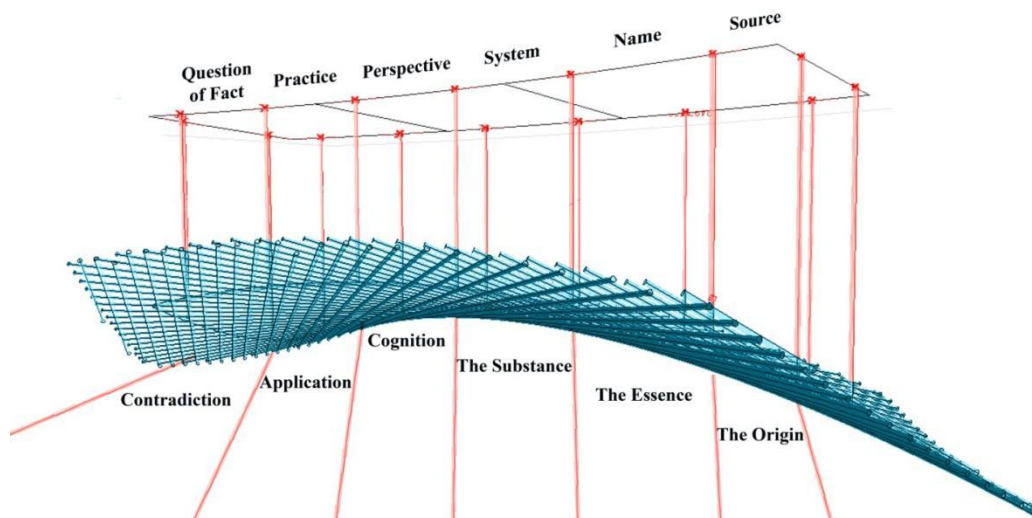 Question
of Fact
Practice
Perspective
System
Name
Source
Contradiction
Application
Cognition
The Substance
The Essence
The Origin